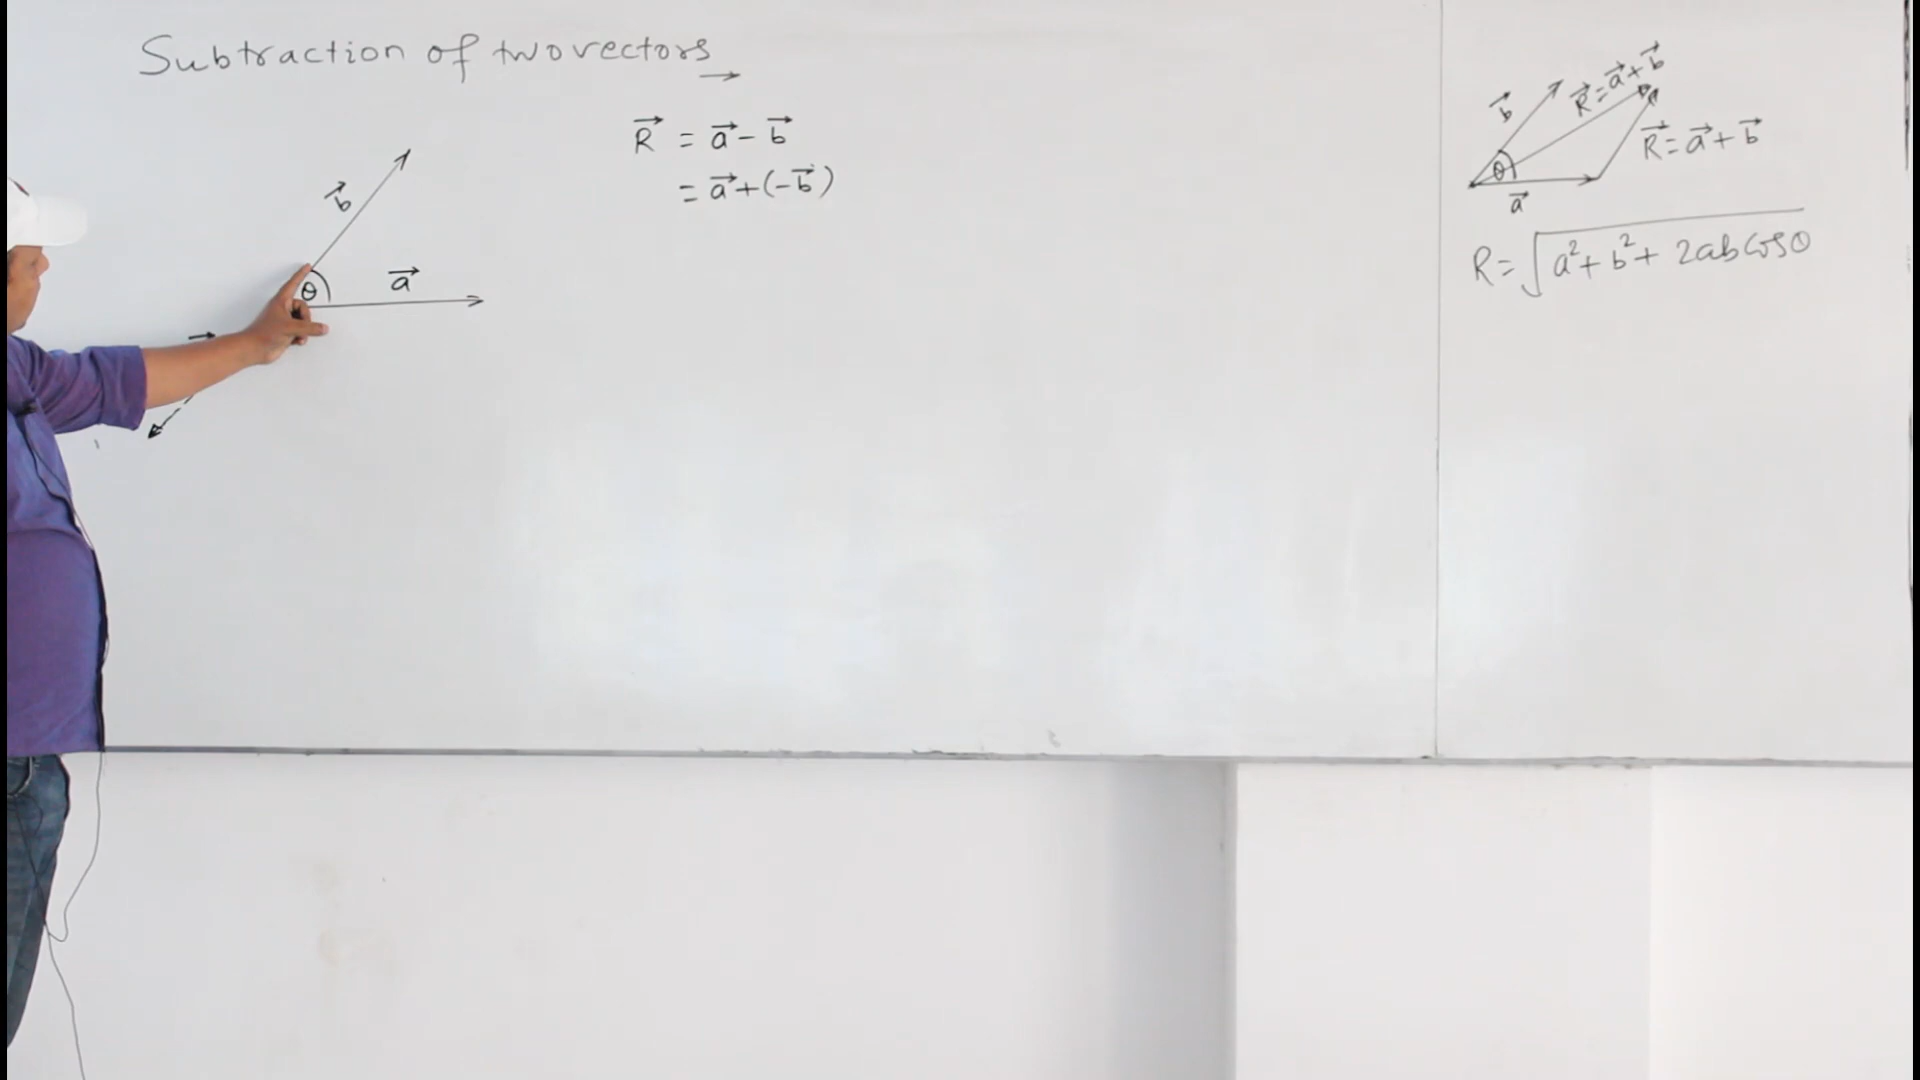 Subtraction of two vectors
R⃗ = a⃗ - b⃗
= a⃗ + (-b⃗)
b⃗
a⃗
θ
b⃗
R⃗ = a⃗ + b⃗
R⃗ = a⃗ + b⃗
θ
a⃗
R = √a² + b² + 2ab cosθ